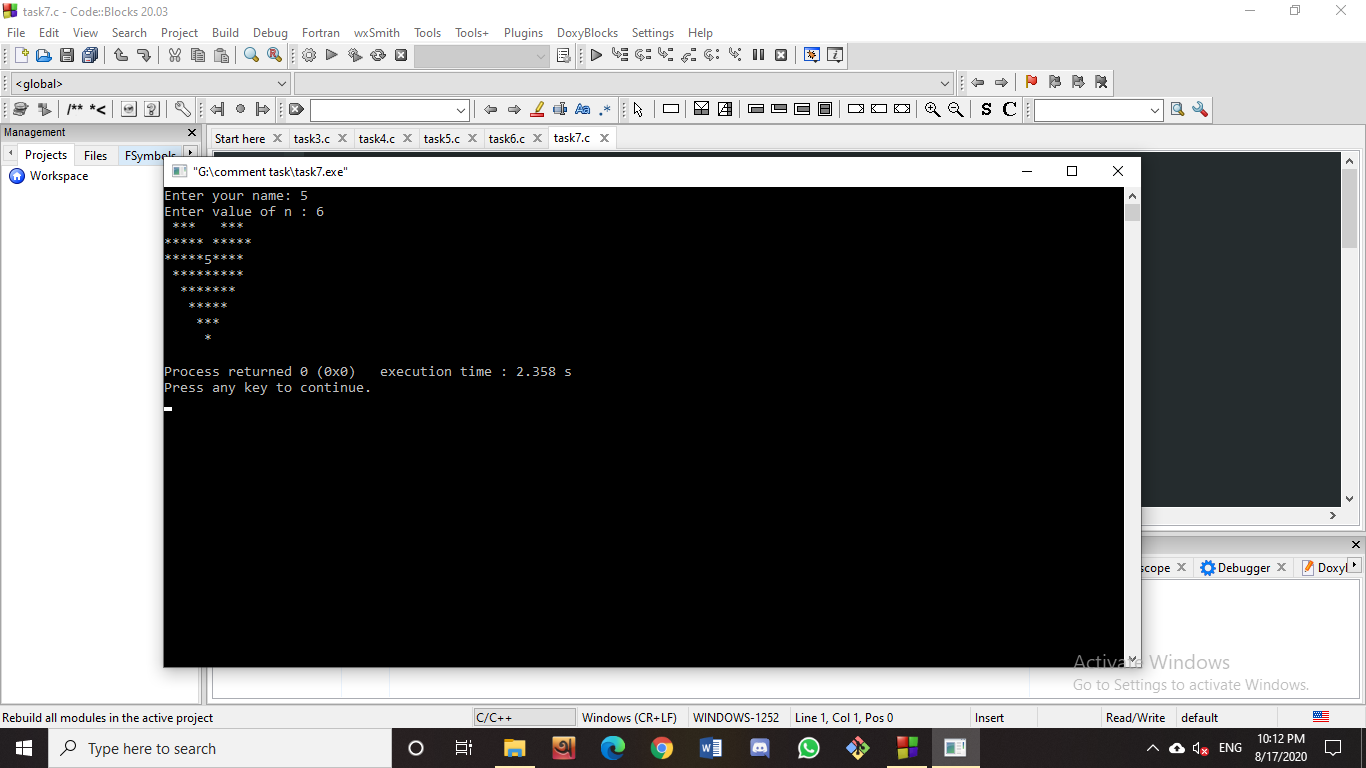 task7.c - Code::Blocks 20.03
File Edit View Search Project Build Debug Fortran wxSmith Tools Tools+ Plugins DoxyBlocks Settings Help
<global>
/** *< Aa .* S C
Management
Start here task3.c task4.c task5.c task6.c task7.c
Projects Files FSymbols
Workspace
"G:\comment task\task7.exe"
Enter your name: 5
Enter value of n : 6
 ***   ***
***** *****
*****5****
 *********
  *******
   *****
    ***
     *
Process returned 0 (0x0)   execution time : 2.358 s
Press any key to continue.
scope Debugger Doxyl
Activate Windows
Go to Settings to activate Windows.
Rebuild all modules in the active project C/C++ Windows (CR+LF) WINDOWS-1252 Line 1, Col 1, Pos 0 Insert Read/Write default
Type here to search ENG 10:12 PM
8/17/2020